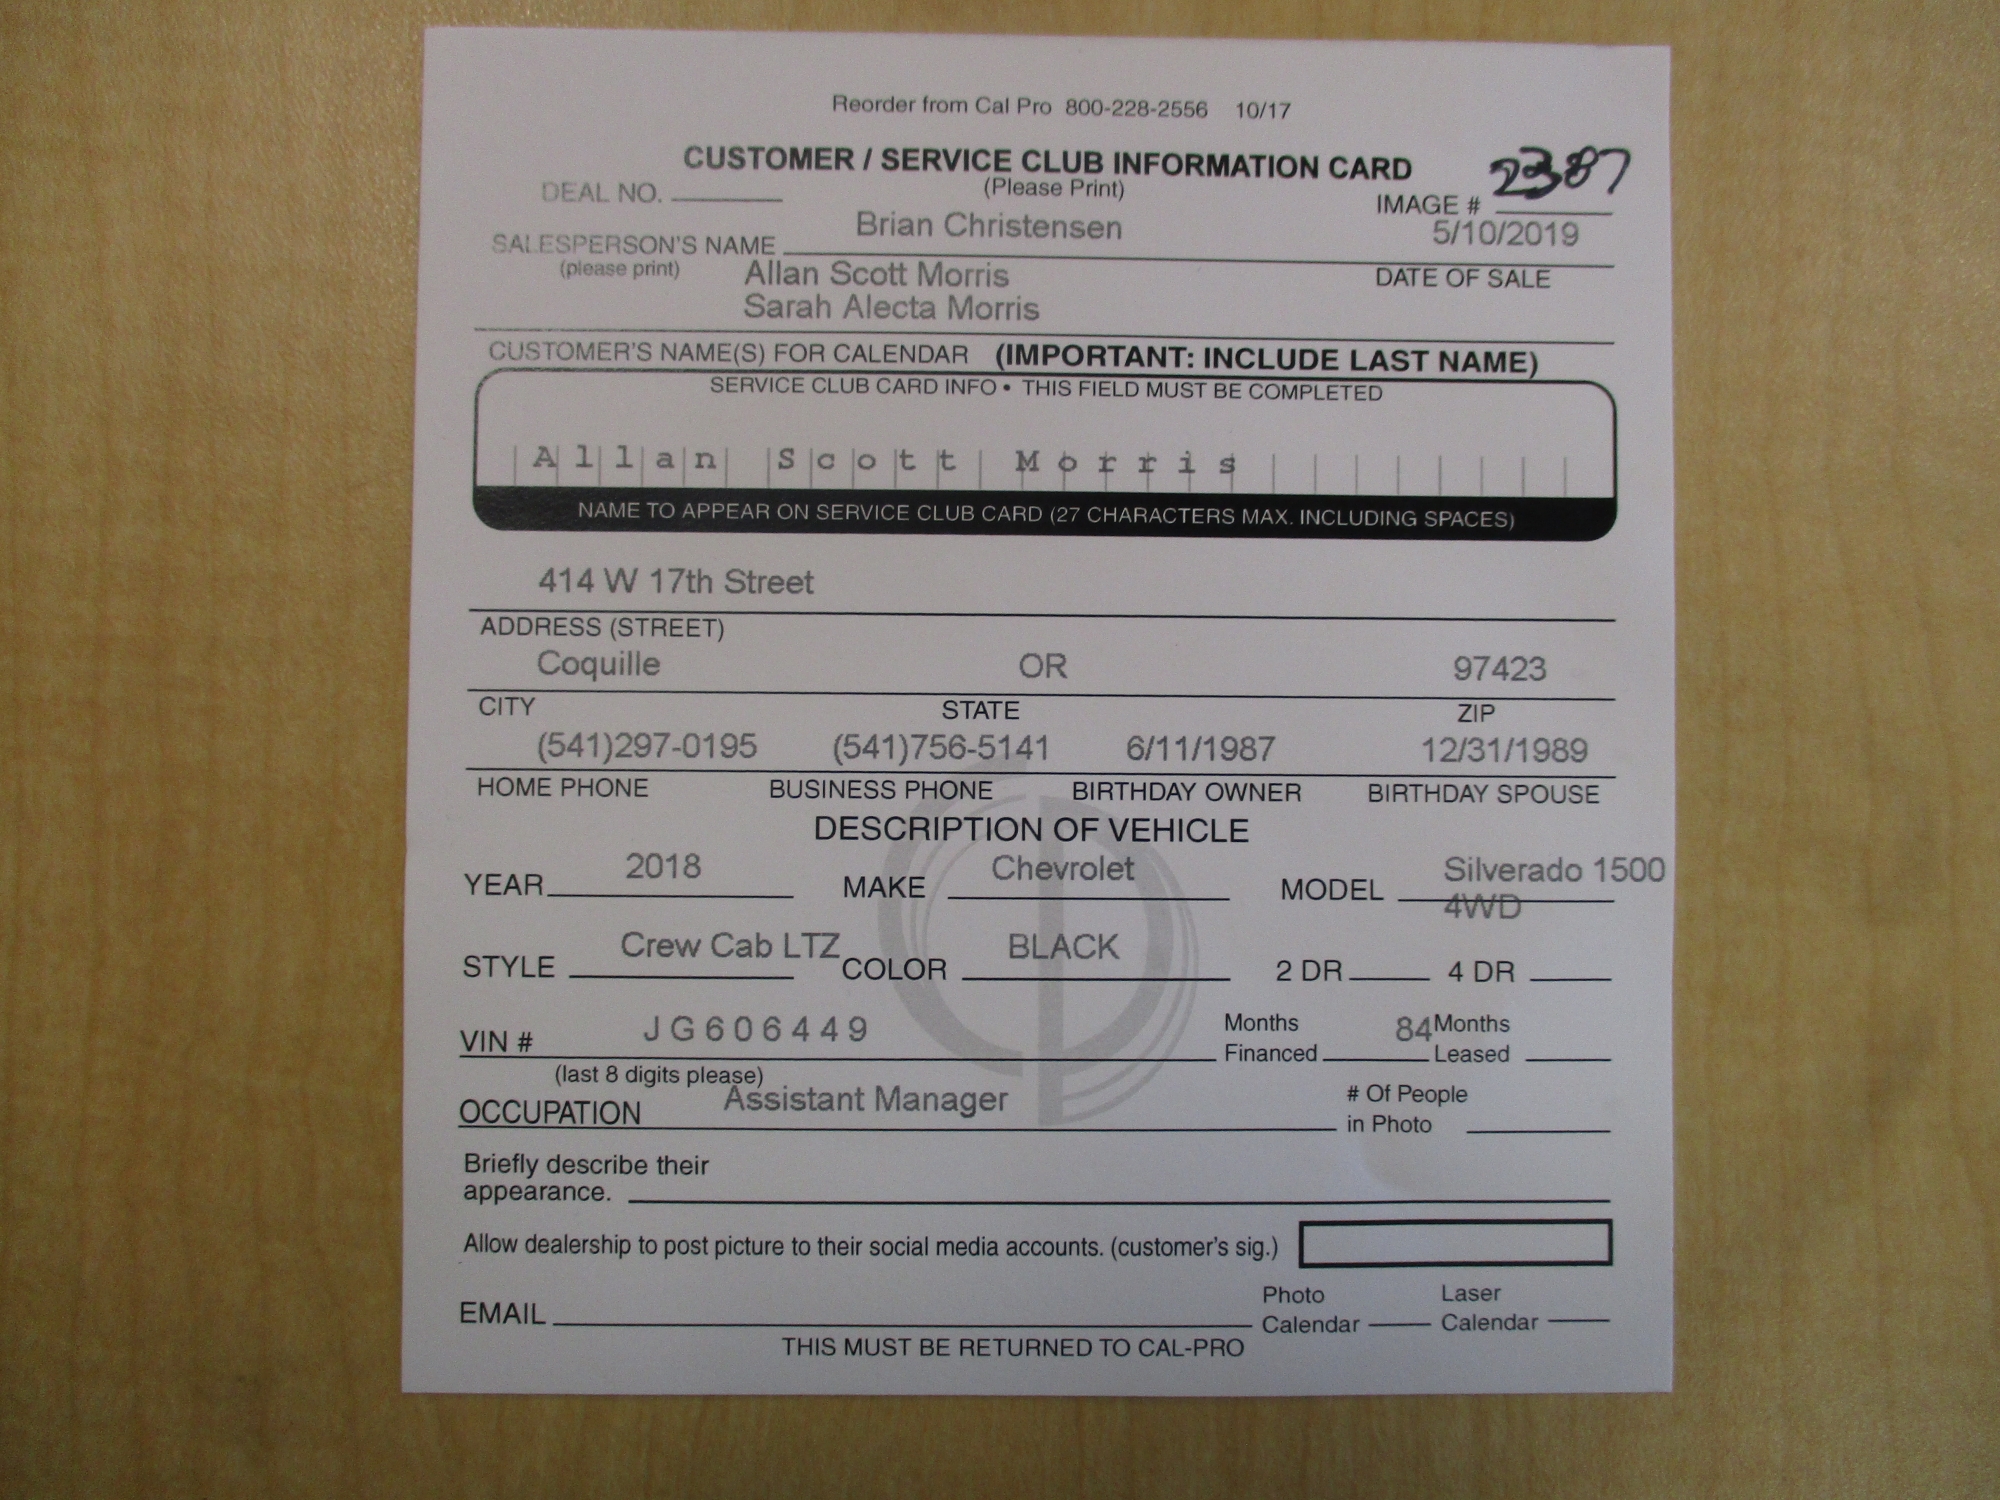 Reorder from Cal Pro 800-228-2556 10/17
CUSTOMER / SERVICE CLUB INFORMATION CARD
(Please Print)
2387
DEAL NO.
IMAGE #
Brian Christensen
5/10/2019
SALESPERSON'S NAME
(please print)
DATE OF SALE
Allan Scott Morris
Sarah Alecta Morris
CUSTOMER'S NAME(S) FOR CALENDAR (IMPORTANT: INCLUDE LAST NAME)
SERVICE CLUB CARD INFO • THIS FIELD MUST BE COMPLETED
Allan Scott Morris
NAME TO APPEAR ON SERVICE CLUB CARD (27 CHARACTERS MAX. INCLUDING SPACES)
414 W 17th Street
ADDRESS (STREET)
Coquille OR 97423
CITY STATE ZIP
(541)297-0195 (541)756-5141 6/11/1987 12/31/1989
HOME PHONE BUSINESS PHONE BIRTHDAY OWNER BIRTHDAY SPOUSE
DESCRIPTION OF VEHICLE
YEAR 2018 MAKE Chevrolet MODEL Silverado 1500
4WD
STYLE Crew Cab LTZ COLOR BLACK 2 DR 4 DR
VIN # JG606449 Months Financed 84 Months Leased
(last 8 digits please)
OCCUPATION Assistant Manager # Of People
in Photo
Briefly describe their
appearance.
Allow dealership to post picture to their social media accounts. (customer's sig.)
EMAIL Photo Calendar Laser Calendar
THIS MUST BE RETURNED TO CAL-PRO